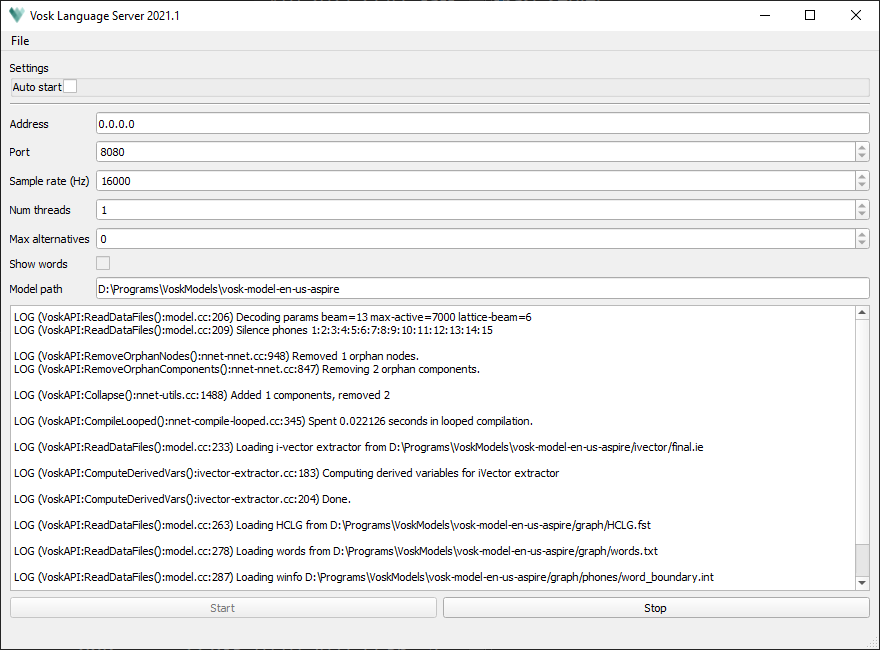 Vosk Language Server 2021.1
File
Settings
Auto start
Address 0.0.0.0
Port 8080
Sample rate (Hz) 16000
Num threads 1
Max alternatives 0
Show words
Model path D:\Programs\VoskModels\vosk-model-en-us-aspire
LOG (VoskAPI:ReadDataFiles():model.cc:206) Decoding params beam=13 max-active=7000 lattice-beam=6
LOG (VoskAPI:ReadDataFiles():model.cc:209) Silence phones 1:2:3:4:5:6:7:8:9:10:11:12:13:14:15
LOG (VoskAPI:RemoveOrphanNodes():nnet-nnet.cc:948) Removed 1 orphan nodes.
LOG (VoskAPI:RemoveOrphanComponents():nnet-nnet.cc:847) Removing 2 orphan components.
LOG (VoskAPI:Collapse():nnet-utils.cc:1488) Added 1 components, removed 2
LOG (VoskAPI:CompileLooped():nnet-compile-looped.cc:345) Spent 0.022126 seconds in looped compilation.
LOG (VoskAPI:ReadDataFiles():model.cc:233) Loading i-vector extractor from D:\Programs\VoskModels\vosk-model-en-us-aspire/ivector/final.ie
LOG (VoskAPI:ComputeDerivedVars():ivector-extractor.cc:183) Computing derived variables for iVector extractor
LOG (VoskAPI:ComputeDerivedVars():ivector-extractor.cc:204) Done.
LOG (VoskAPI:ReadDataFiles():model.cc:263) Loading HCLG from D:\Programs\VoskModels\vosk-model-en-us-aspire/graph/HCLG.fst
LOG (VoskAPI:ReadDataFiles():model.cc:278) Loading words from D:\Programs\VoskModels\vosk-model-en-us-aspire/graph/words.txt
LOG (VoskAPI:ReadDataFiles():model.cc:287) Loading winfo D:\Programs\VoskModels\vosk-model-en-us-aspire/graph/phones/word_boundary.int
Start Stop